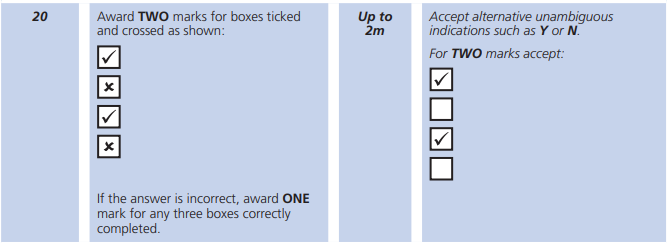 20
Award TWO marks for boxes ticked
and crossed as shown:
✓
✗
✓
✗
If the answer is incorrect, award ONE
mark for any three boxes correctly
completed.
Up to
2m
Accept alternative unambiguous
indications such as Y or N.
For TWO marks accept:
✓
✓